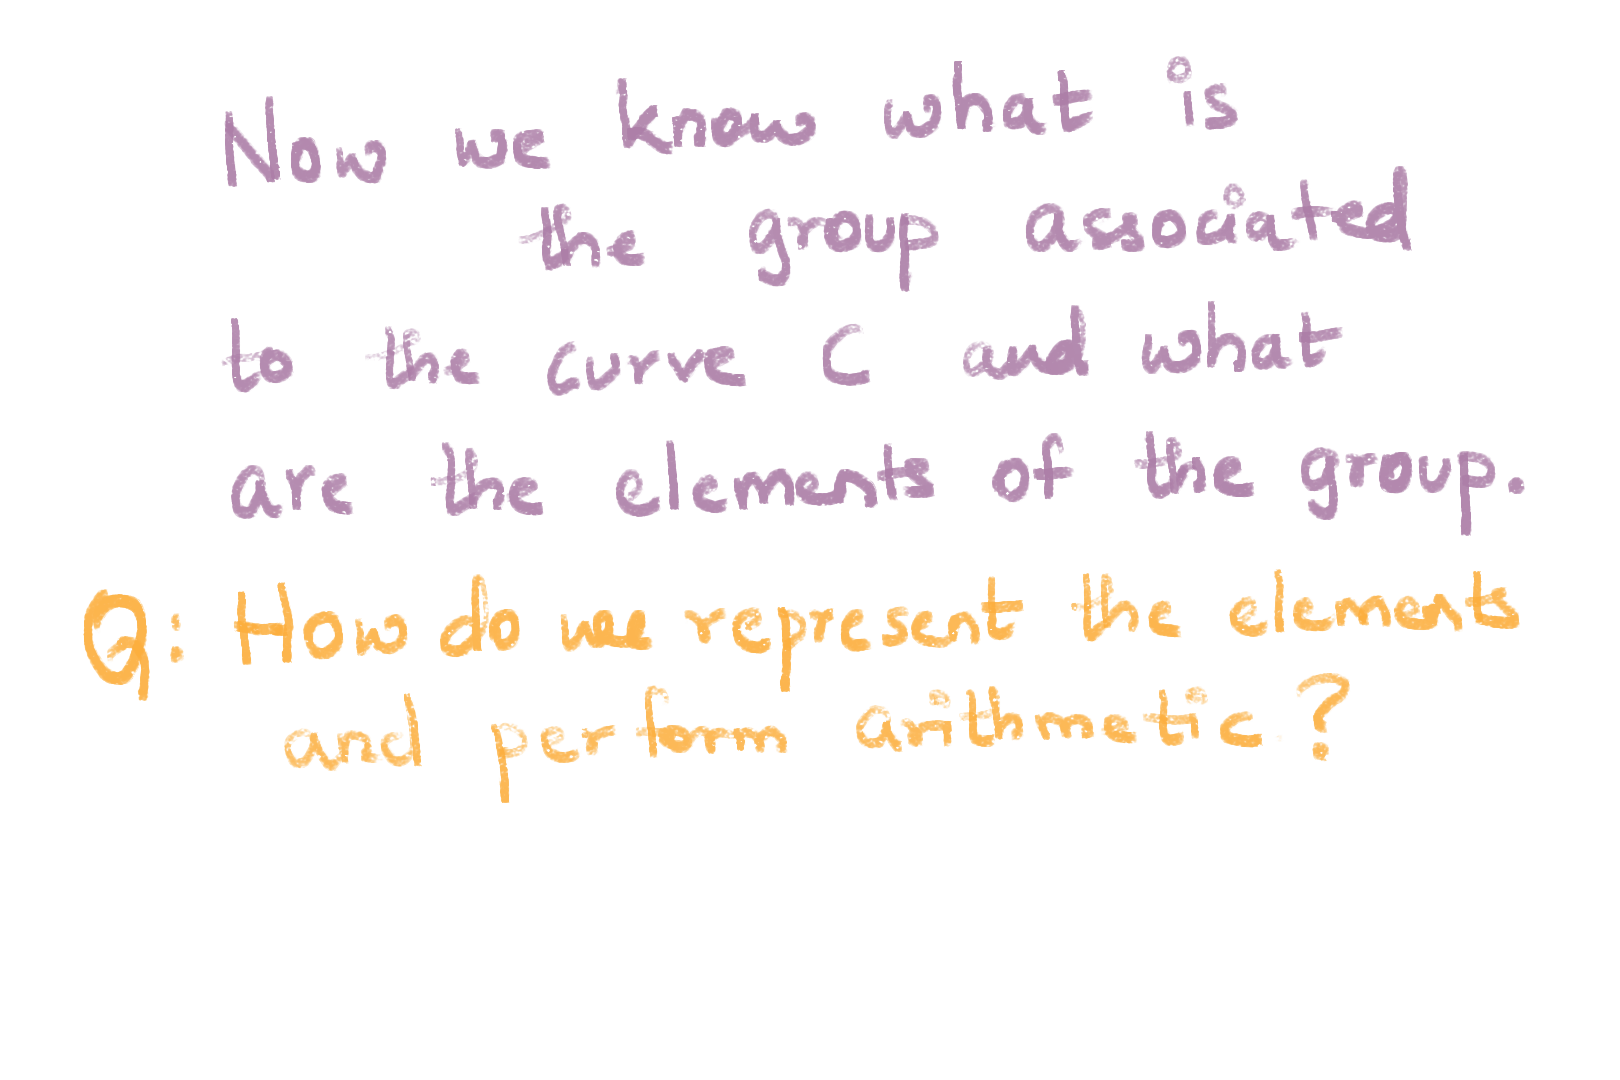 Now we know what is
the group associated
to the curve C and what
are the elements of the group.
Q: How do we represent the elements
and perform arithmetic?